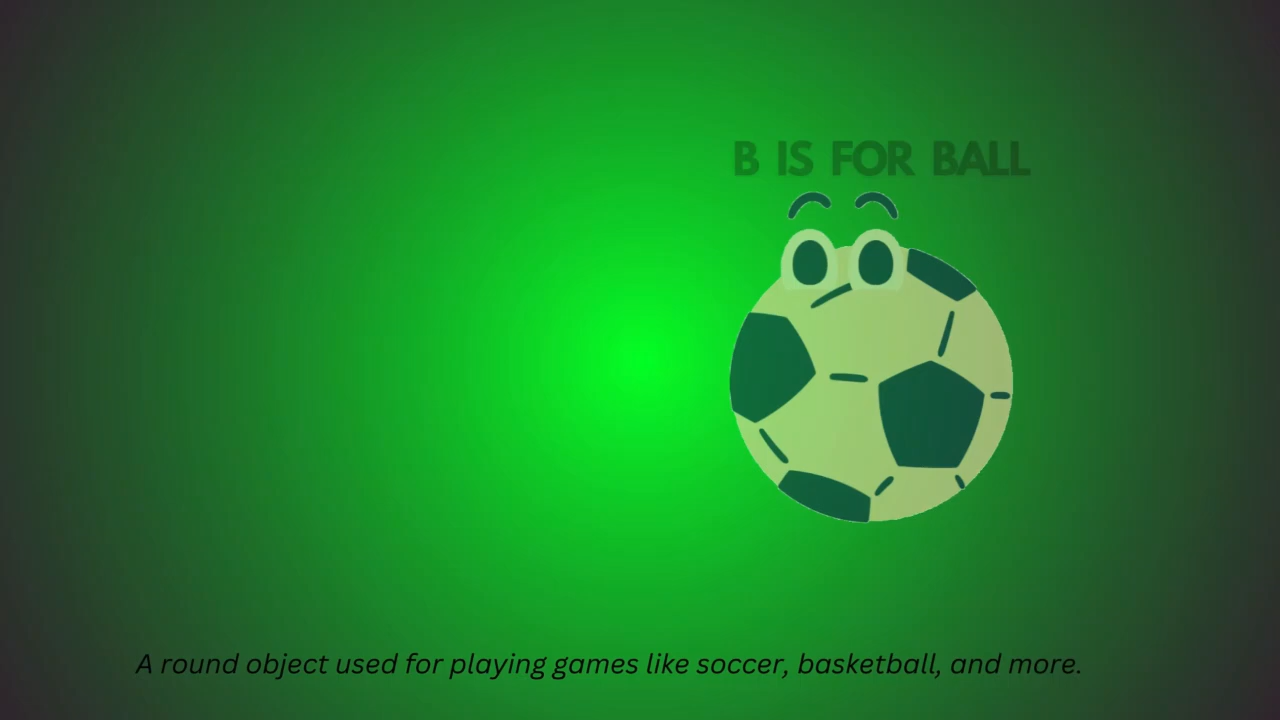 B IS FOR BALL
A round object used for playing games like soccer, basketball, and more.